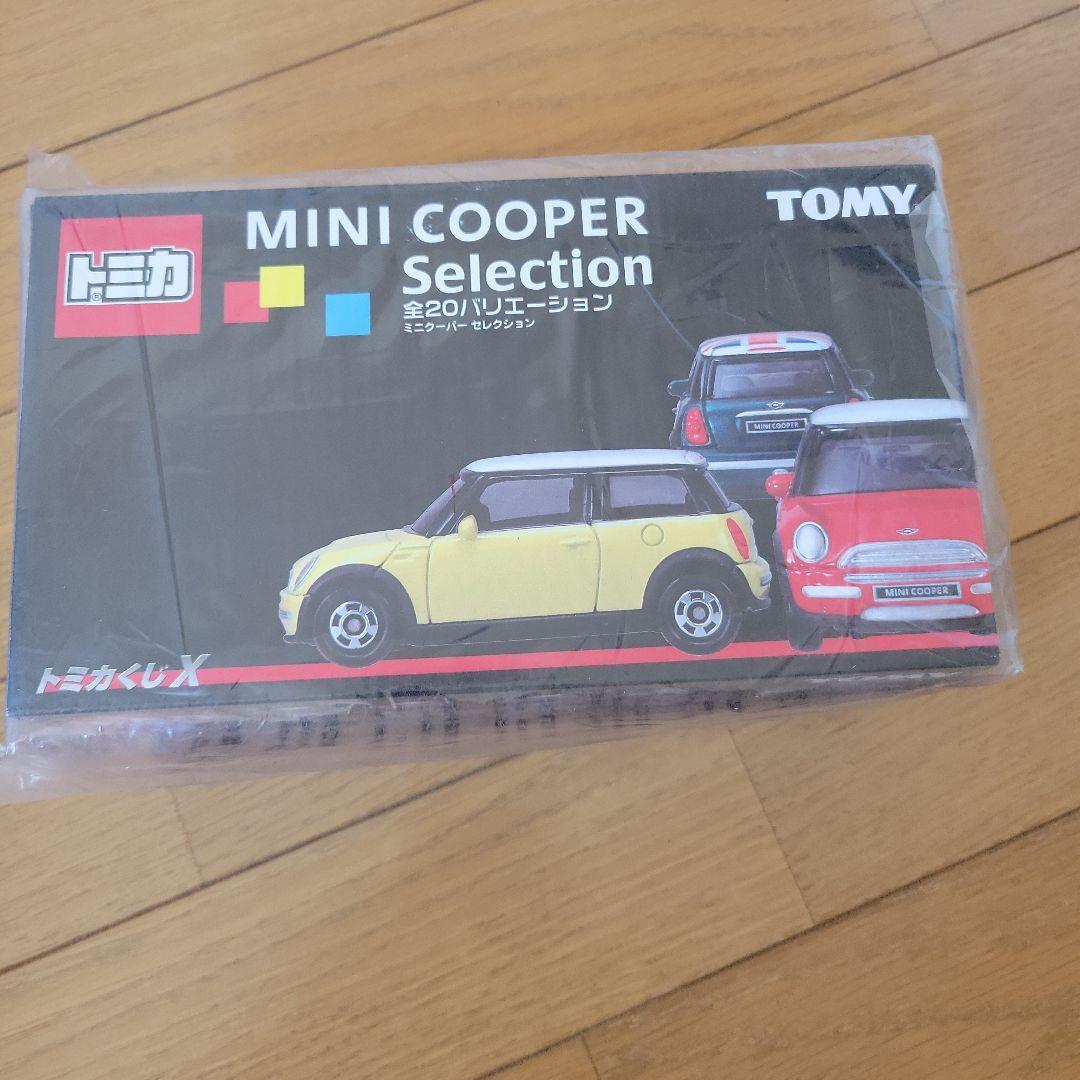 トミカ®
MINI COOPER
Selection
全20バリエーション
ミニクーパー セレクション
TOMY
MINI COOPER
MINI COOPER
トミカくじX